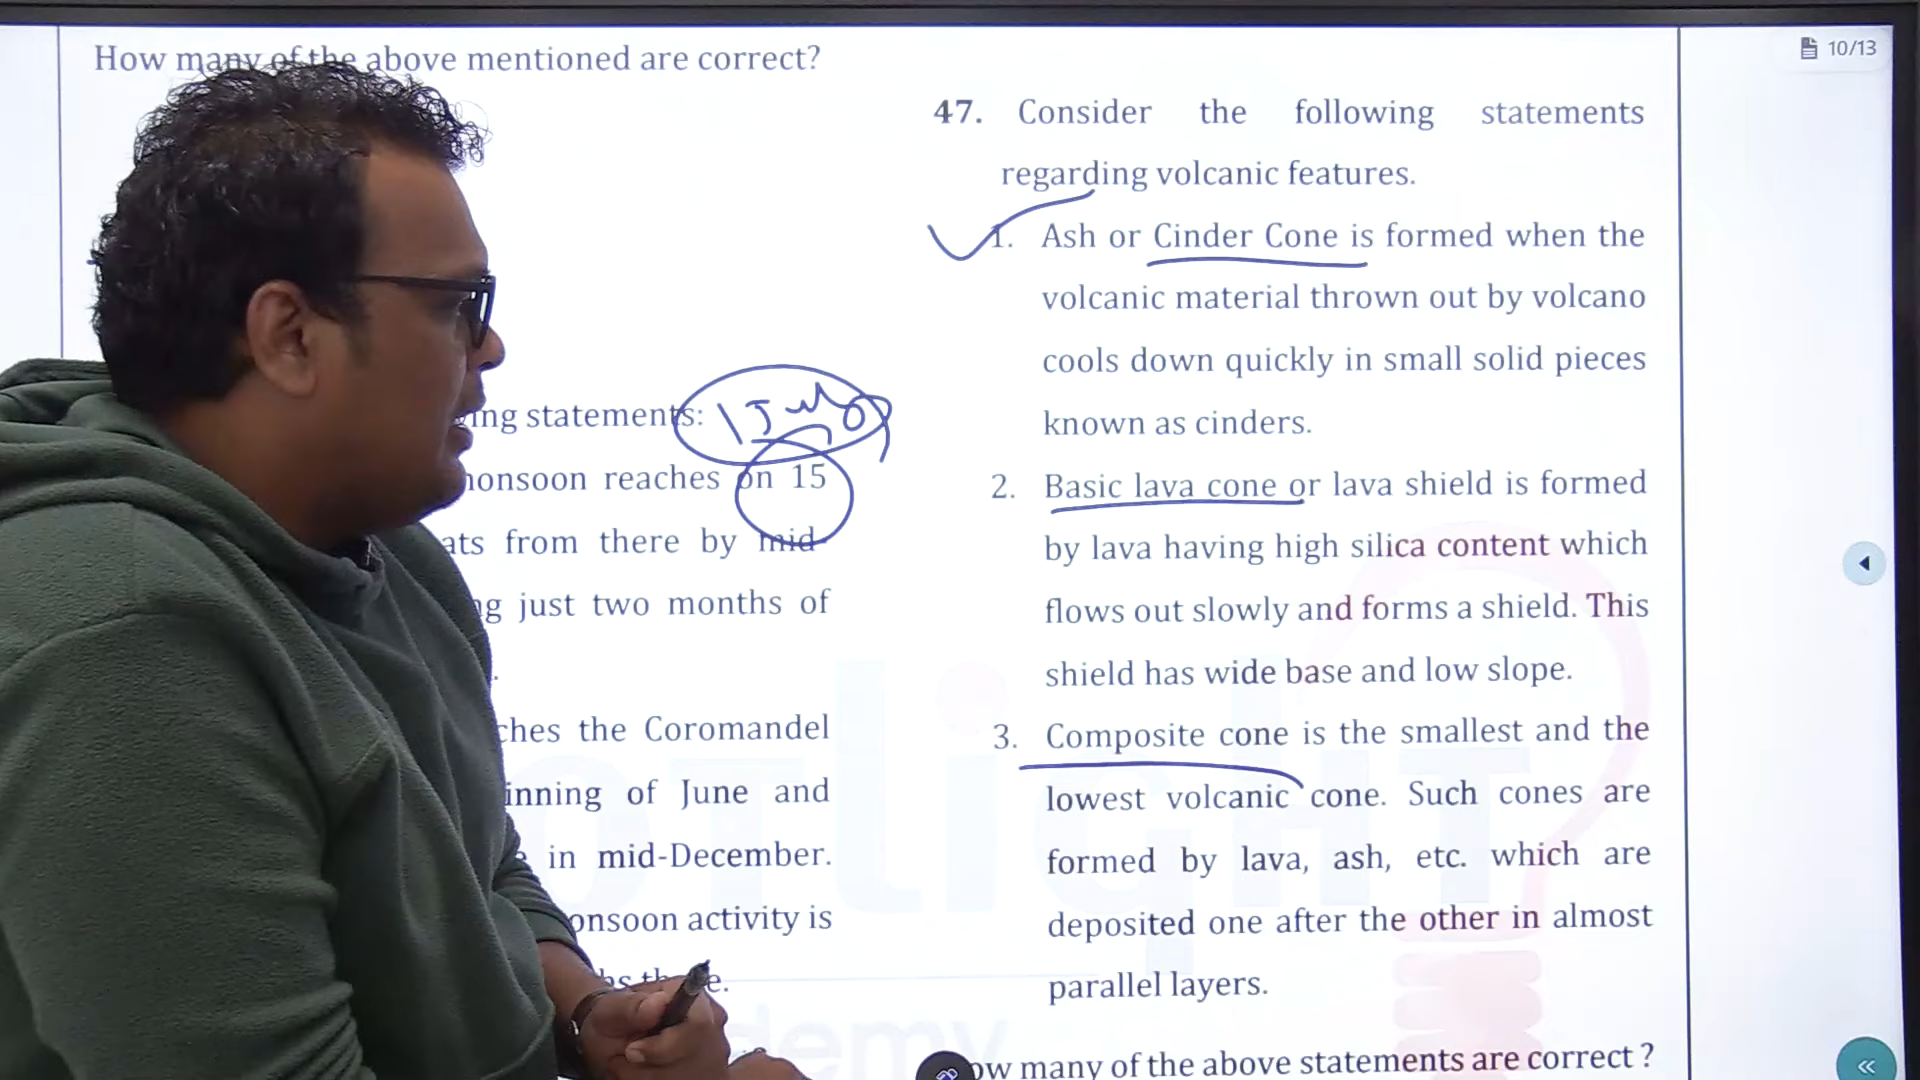 How many of the above mentioned are correct?
ing statements:
onsoon reaches on 15
ats from there by mid-
g just two months of
ches the Coromandel
inning of June and
in mid-December.
onsoon activity is
10/13
47. Consider the following statements
regarding volcanic features.
1. Ash or Cinder Cone is formed when the
volcanic material thrown out by volcano
cools down quickly in small solid pieces
known as cinders.
2. Basic lava cone or lava shield is formed
by lava having high silica content which
flows out slowly and forms a shield. This
shield has wide base and low slope.
3. Composite cone is the smallest and the
lowest volcanic cone. Such cones are
formed by lava, ash, etc. which are
deposited one after the other in almost
parallel layers.
ow many of the above statements are correct ?